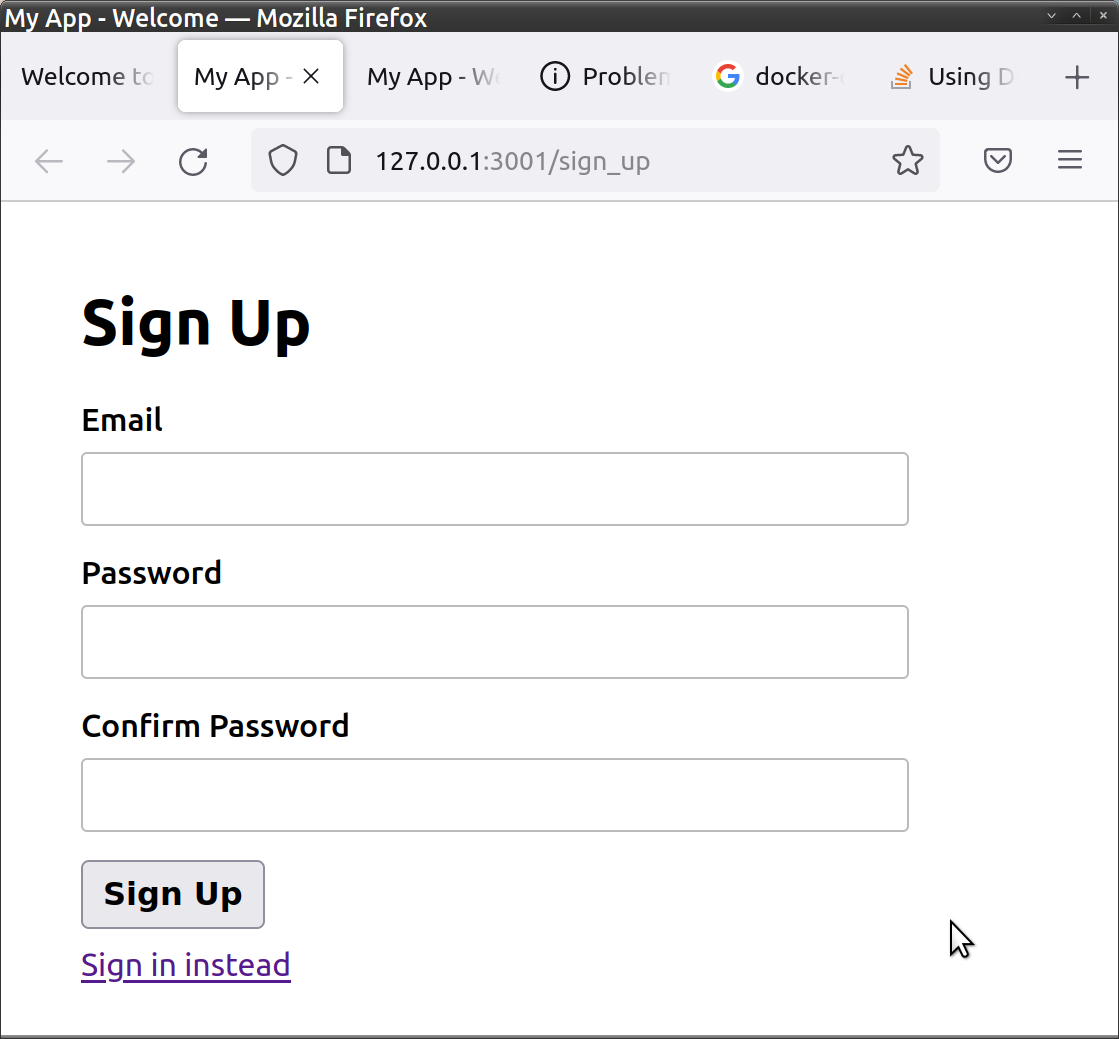 My App - Welcome — Mozilla Firefox
Welcome to
My App -
My App - We
Problem
docker-
Using D
127.0.0.1:3001/sign_up
Sign Up
Email
Password
Confirm Password
Sign Up
Sign in instead